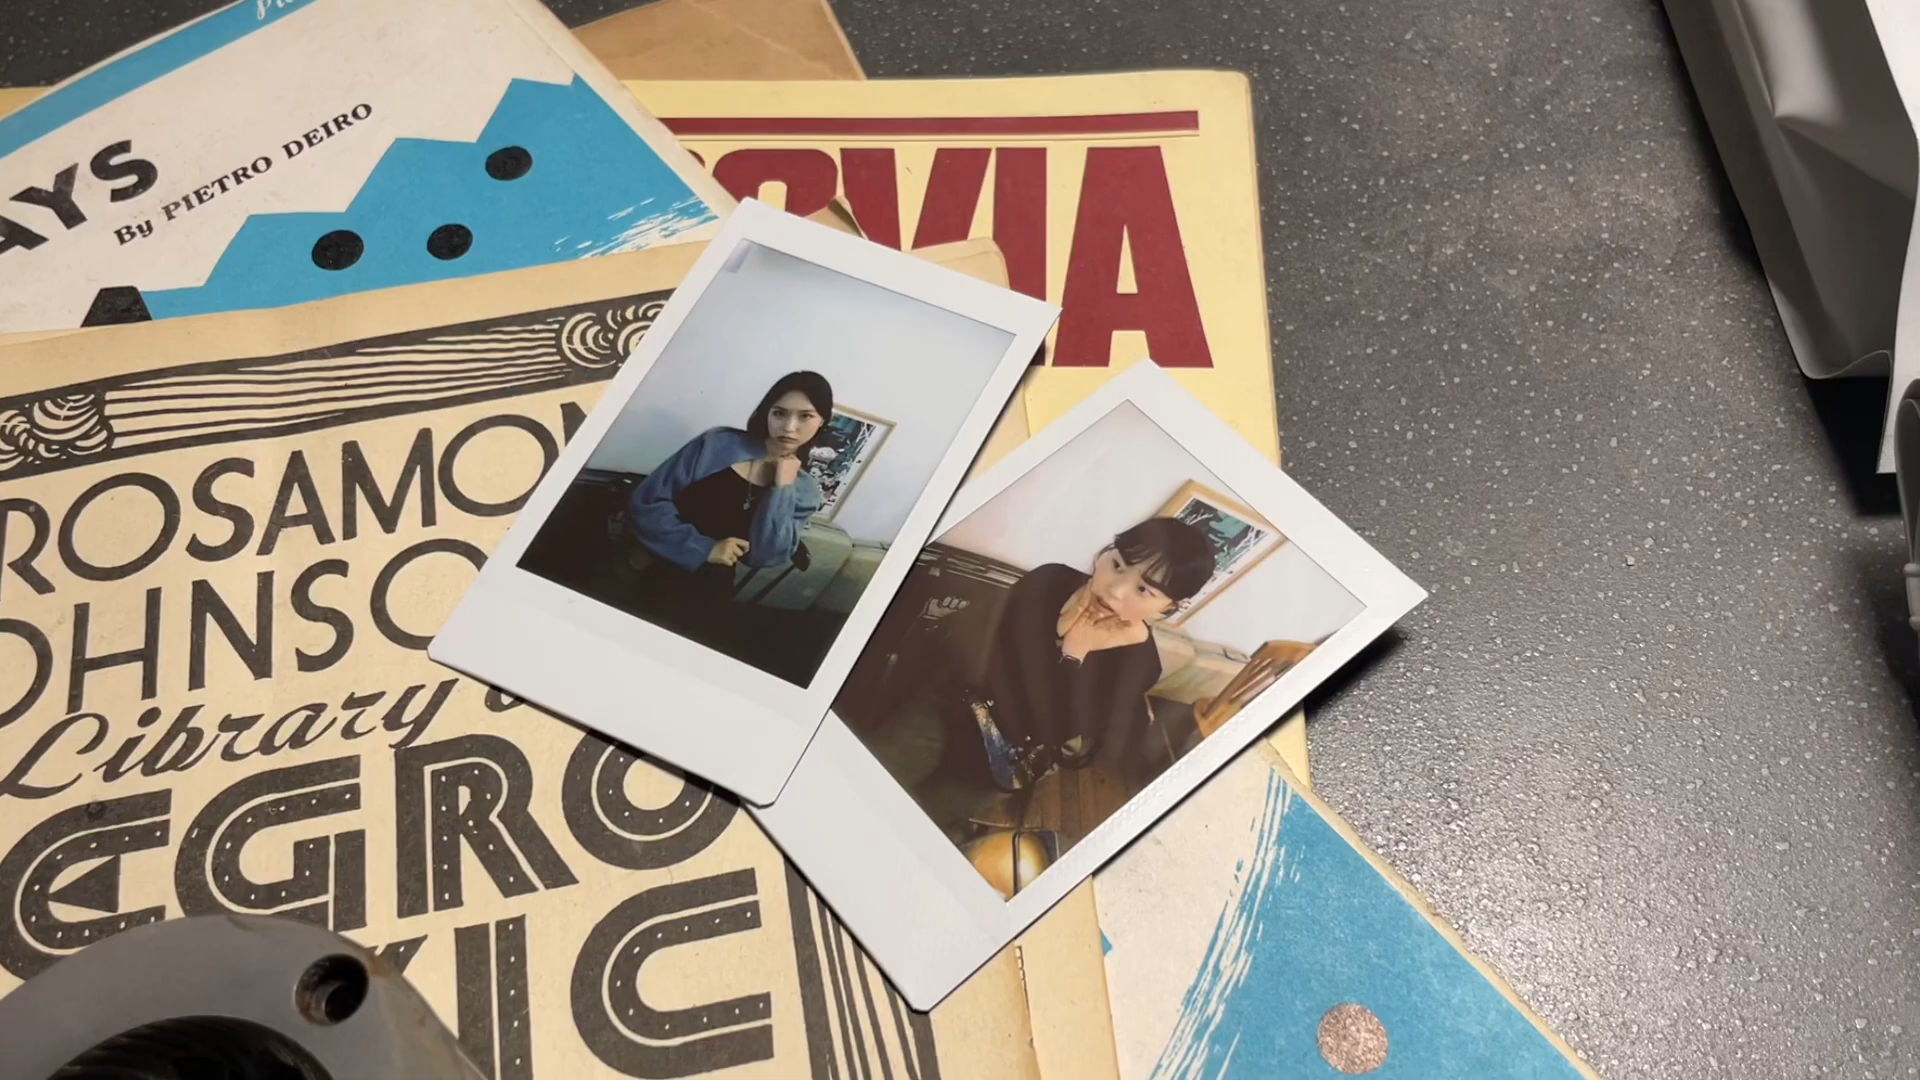 AYS
By PIETRO DEIRO
OVIA
ROSAMON
OHNSO
Library
EGRO
IC